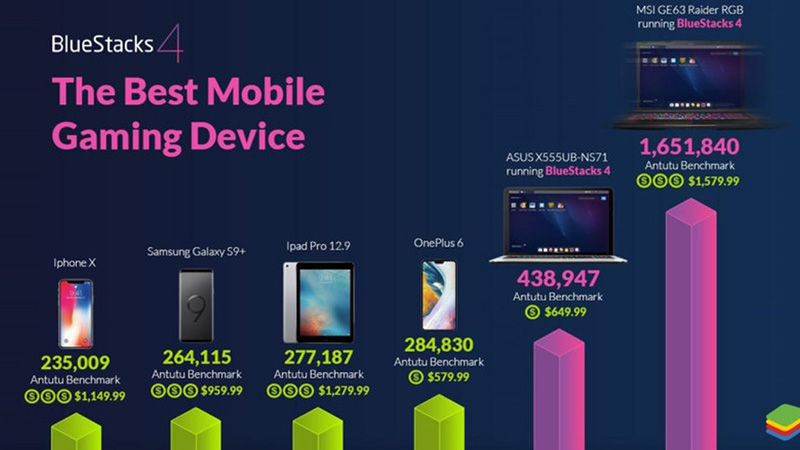 BlueStacks 4
The Best Mobile
Gaming Device
Iphone X
235,009
Antutu Benchmark
$1,149.99
Samsung Galaxy S9+
9
264,115
Antutu Benchmark
$959.99
Ipad Pro 12.9
277,187
Antutu Benchmark
$1,279.99
OnePlus 6
284,830
Antutu Benchmark
$579.99
ASUS X555UB-NS71
running BlueStacks 4
438,947
Antutu Benchmark
$649.99
MSI GE63 Raider RGB
running BlueStacks 4
1,651,840
Antutu Benchmark
$1,579.99